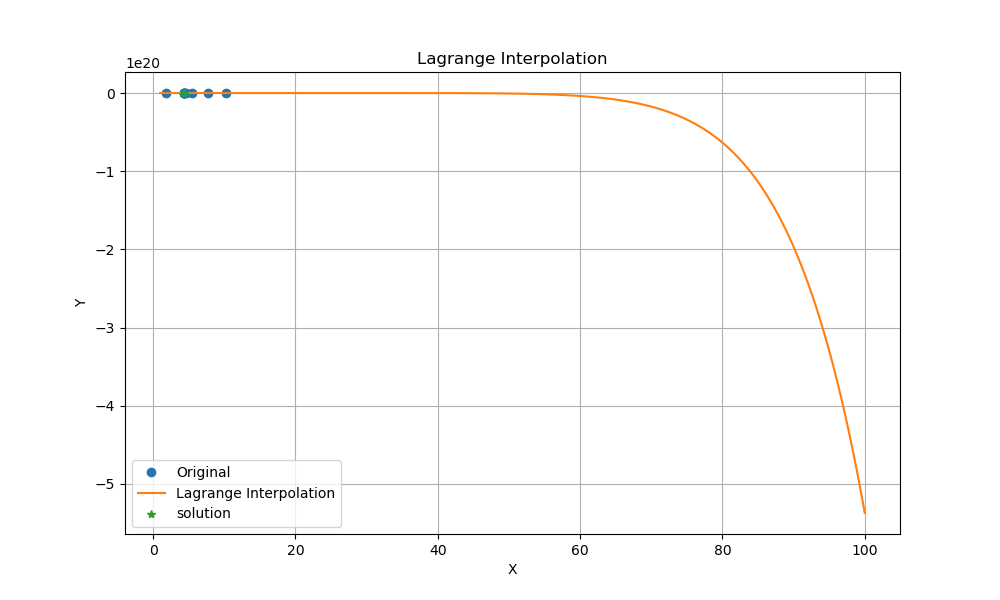 Lagrange Interpolation
1e20
0
−1
−2
−3
−4
−5
Y
Original
Lagrange Interpolation
solution
0 20 40 60 80 100
X